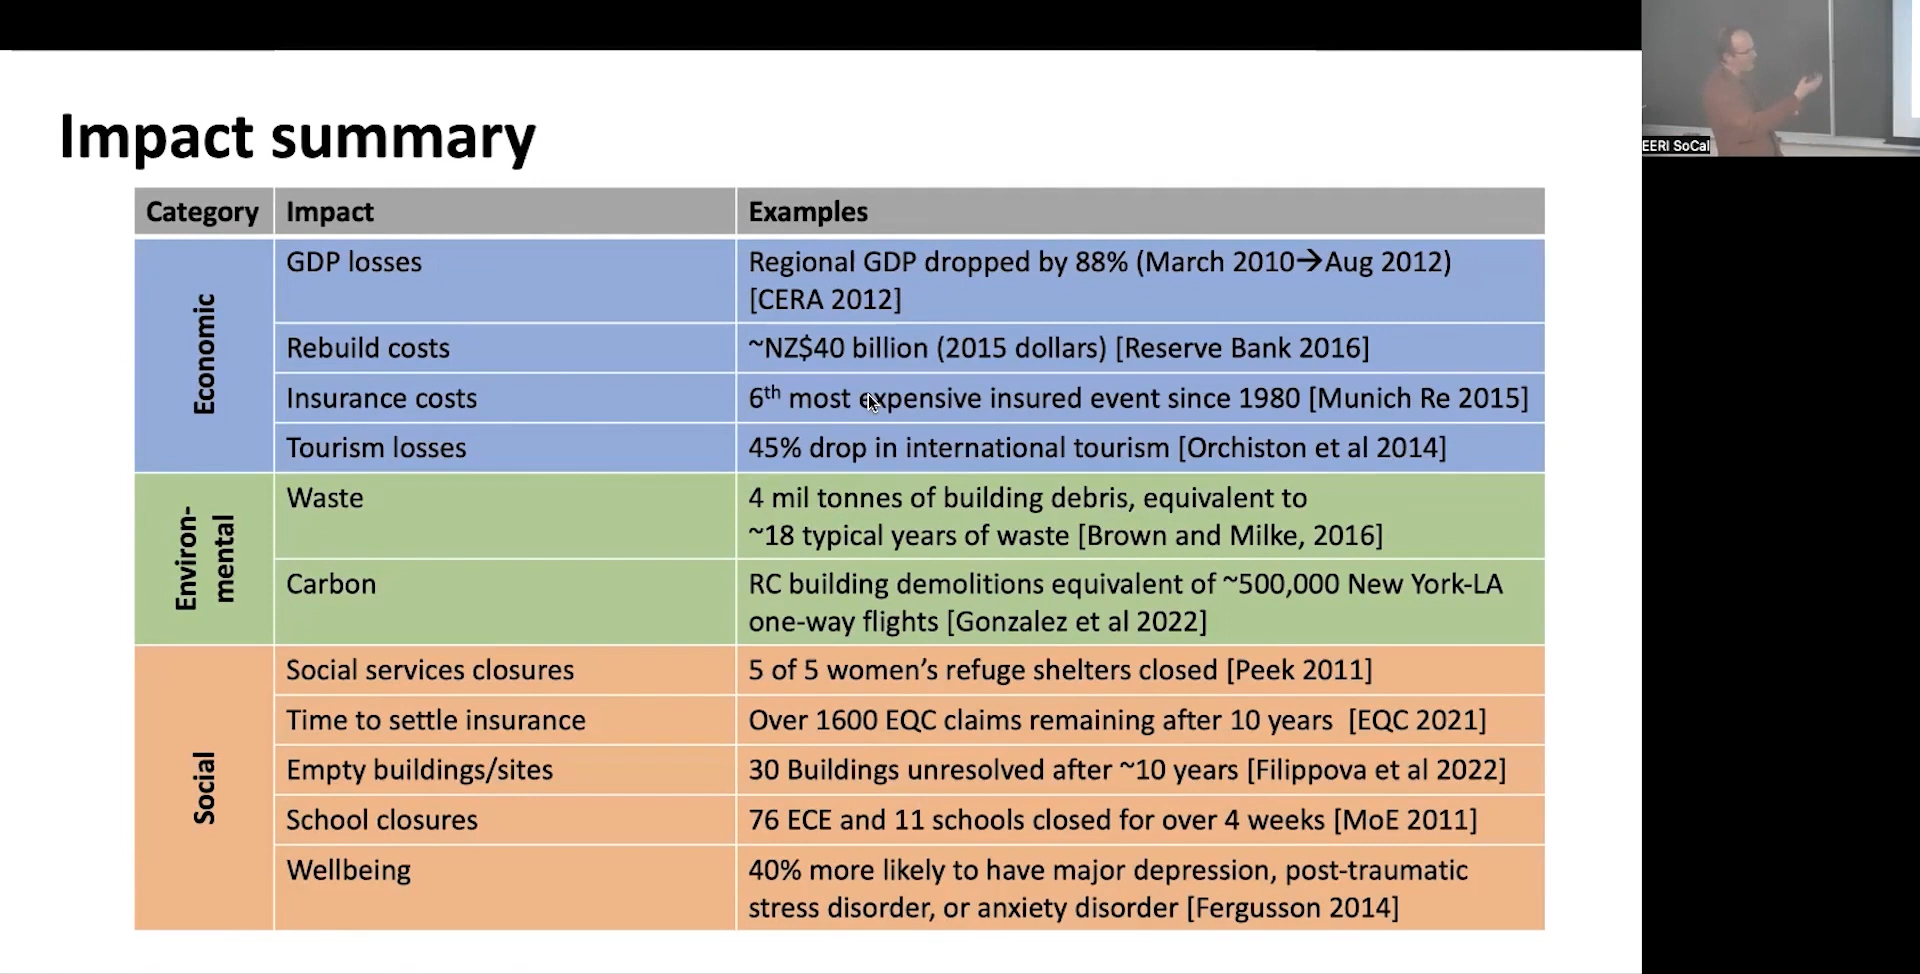 Impact summary
Category Impact Examples
Economic
GDP losses Regional GDP dropped by 88% (March 2010→Aug 2012)
[CERA 2012]
Rebuild costs ~NZ$40 billion (2015 dollars) [Reserve Bank 2016]
Insurance costs 6th most expensive insured event since 1980 [Munich Re 2015]
Tourism losses 45% drop in international tourism [Orchiston et al 2014]
Environ-
mental
Waste 4 mil tonnes of building debris, equivalent to
~18 typical years of waste [Brown and Milke, 2016]
Carbon RC building demolitions equivalent of ~500,000 New York-LA
one-way flights [Gonzalez et al 2022]
Social
Social services closures 5 of 5 women’s refuge shelters closed [Peek 2011]
Time to settle insurance Over 1600 EQC claims remaining after 10 years [EQC 2021]
Empty buildings/sites 30 Buildings unresolved after ~10 years [Filippova et al 2022]
School closures 76 ECE and 11 schools closed for over 4 weeks [MoE 2011]
Wellbeing 40% more likely to have major depression, post-traumatic
stress disorder, or anxiety disorder [Fergusson 2014]
EERI SoCal